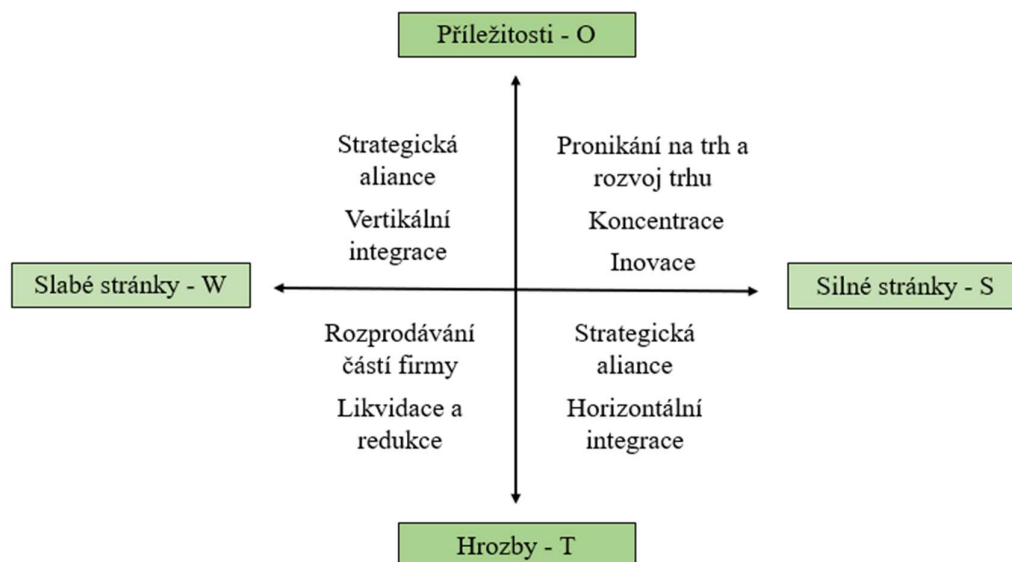 Příležitosti - O
Strategická
aliance
Vertikální
integrace
Pronikání na trh a
rozvoj trhu
Koncentrace
Inovace
Slabé stránky - W
Silné stránky - S
Rozprodávání
částí firmy
Likvidace a
redukce
Strategická
aliance
Horizontální
integrace
Hrozby - T